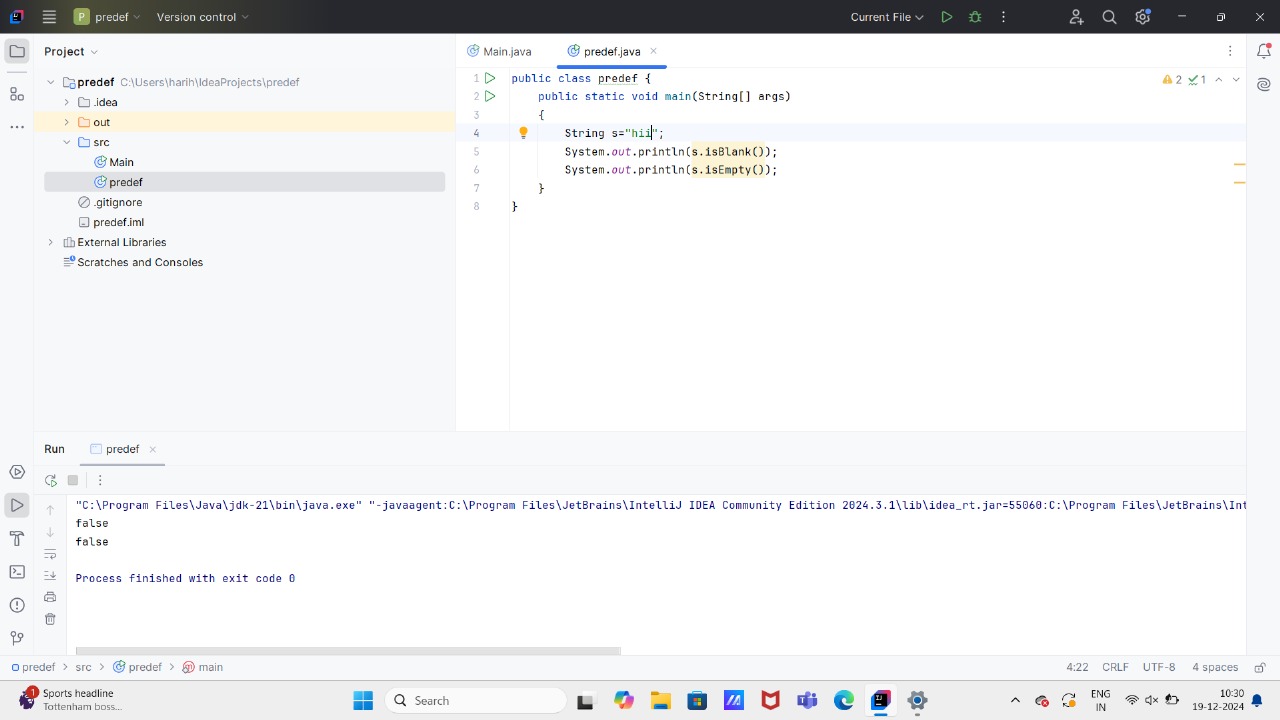 P predef Version control Current File
Project
Main.java predef.java
predef C:\Users\harih\IdeaProjects\predef
.idea
out
src
Main
predef
.gitignore
predef.iml
External Libraries
Scratches and Consoles
2 1
1 public class predef {
2 public static void main(String[] args)
3 {
4 String s="hii";
5 System.out.println(s.isBlank());
6 System.out.println(s.isEmpty());
7 }
8 }
Run predef
"C:\Program Files\Java\jdk-21\bin\java.exe" "-javaagent:C:\Program Files\JetBrains\IntelliJ IDEA Community Edition 2024.3.1\lib\idea_rt.jar=55060:C:\Program Files\JetBrains\Int
false
false
Process finished with exit code 0
predef > src > predef > main 4:22 CRLF UTF-8 4 spaces
1 Sports headline
Tottenham boss...
Search
ENG
IN
10:30
19-12-2024